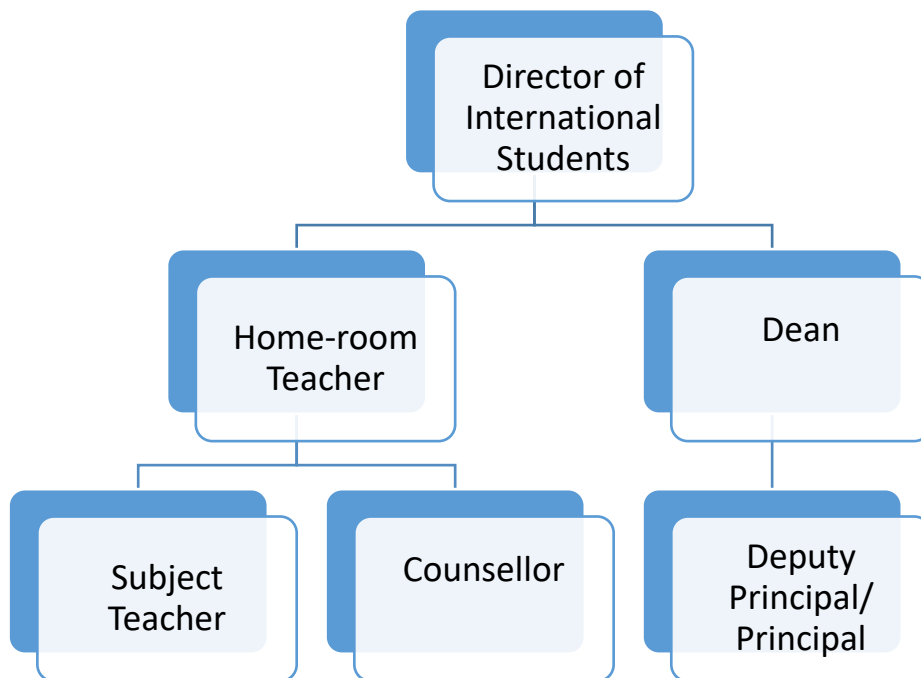 Director of
International
Students
Home-room
Teacher
Dean
Subject
Teacher
Counsellor
Deputy
Principal/
Principal